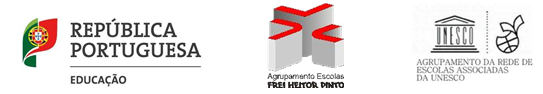 REPÚBLICA
PORTUGUESA
EDUCAÇÃO
Agrupamento Escolas
FREI HEITOR PINTO
UNESCO
AGRUPAMENTO DA REDE DE
ESCOLAS ASSOCIADAS
DA UNESCO